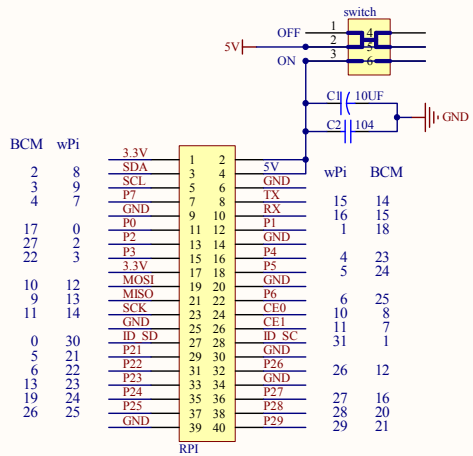 switch
OFF 1 4
5V 2 5
ON 3 6
C1 10UF
C2 104
GND
BCM wPi
wPi BCM
3.3V 1 2
2 8 SDA 3 4 5V
3 9 SCL 5 6 GND
4 7 P7 7 8 TX 15 14
GND 9 10 RX 16 15
17 0 P0 11 12 P1 1 18
27 2 P2 13 14 GND
22 3 P3 15 16 P4 4 23
3.3V 17 18 P5 5 24
10 12 MOSI 19 20 GND
9 13 MISO 21 22 P6 6 25
11 14 SCK 23 24 CE0 10 8
GND 25 26 CE1 11 7
0 30 ID_SD 27 28 ID_SC 31 1
5 21 P21 29 30 GND
6 22 P22 31 32 P26 26 12
13 23 P23 33 34 GND
19 24 P24 35 36 P27 27 16
26 25 P25 37 38 P28 28 20
GND 39 40 P29 29 21
RPI